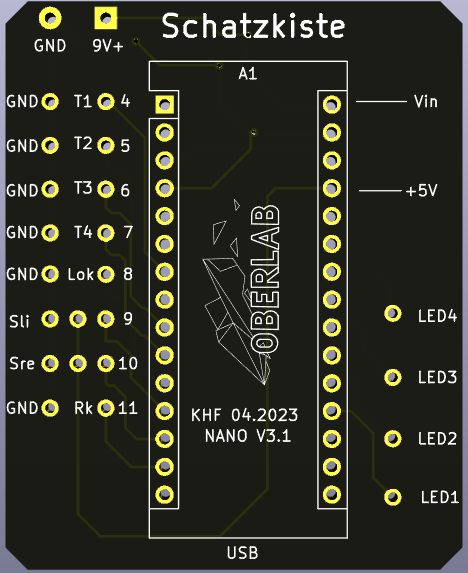 Schatzkiste
GND 9V+
A1
GND T1 4
Vin
GND T2 5
GND T3 6
+5V
GND T4 7
GND Lok 8
Sli 9
LED4
Sre 10
LED3
GND Rk 11
OBERLAB
KHF 04.2023
NANO V3.1
LED2
LED1
USB